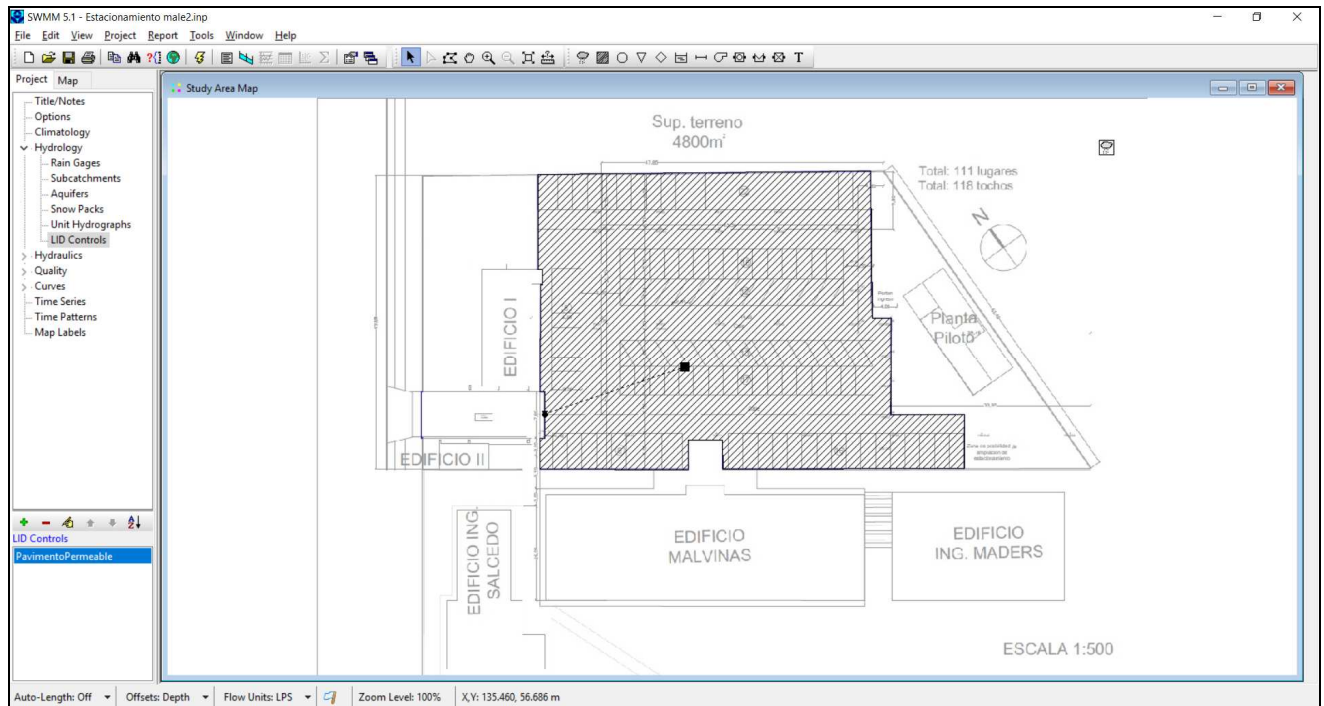 SWMM 5.1 - Estacionamiento male2.inp
File Edit View Project Report Tools Window Help
Project Map
Title/Notes
Options
Climatology
Hydrology
Rain Gages
Subcatchments
Aquifers
Snow Packs
Unit Hydrographs
LID Controls
Hydraulics
Quality
Curves
Time Series
Time Patterns
Map Labels
LID Controls
PavimentoPermeable
Study Area Map
Sup. terreno
4800m²
Total: 111 lugares
Total: 118 tochos
N
Planta
Piloto
EDIFICIO I
EDIFICIO II
EDIFICIO ING.
SALCEDO
EDIFICIO
MALVINAS
EDIFICIO
ING. MADERS
ESCALA 1:500
Auto-Length: Off Offsets: Depth Flow Units: LPS Zoom Level: 100% X,Y: 135.460, 56.686 m